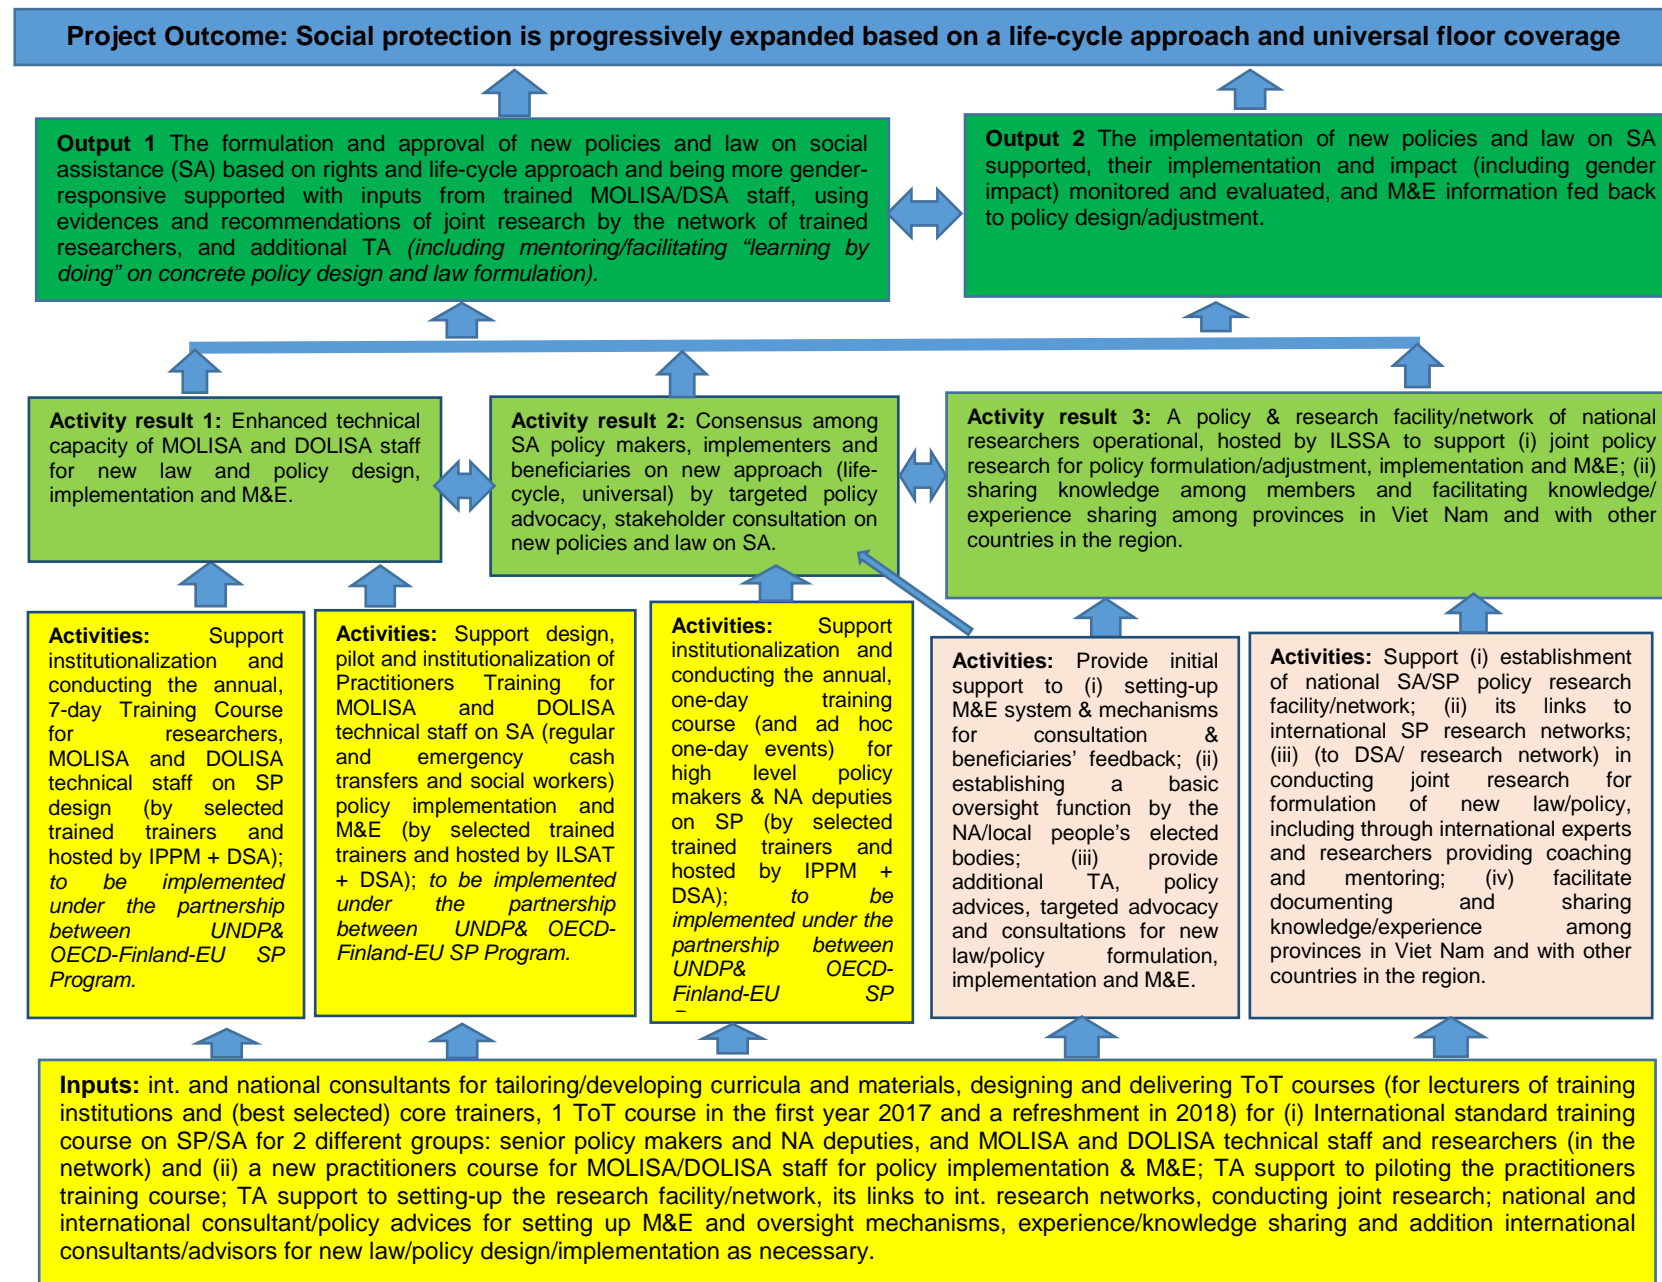 Project Outcome: Social protection is progressively expanded based on a life-cycle approach and universal floor coverage
Output 1 The formulation and approval of new policies and law on social
assistance (SA) based on rights and life-cycle approach and being more gender-
responsive supported with inputs from trained MOLISA/DSA staff, using
evidences and recommendations of joint research by the network of trained
researchers, and additional TA (including mentoring/facilitating “learning by
doing” on concrete policy design and law formulation).
Output 2 The implementation of new policies and law on SA
supported, their implementation and impact (including gender
impact) monitored and evaluated, and M&E information fed back
to policy design/adjustment.
Activity result 1: Enhanced technical
capacity of MOLISA and DOLISA staff
for new law and policy design,
implementation and M&E.
Activity result 2: Consensus among
SA policy makers, implementers and
beneficiaries on new approach (life-
cycle, universal) by targeted policy
advocacy, stakeholder consultation on
new policies and law on SA.
Activity result 3: A policy & research facility/network of national
researchers operational, hosted by ILSSA to support (i) joint policy
research for policy formulation/adjustment, implementation and M&E; (ii)
sharing knowledge among members and facilitating knowledge/
experience sharing among provinces in Viet Nam and with other
countries in the region.
Activities: Support
institutionalization and
conducting the annual,
7-day Training Course
for researchers,
MOLISA and DOLISA
technical staff on SP
design (by selected
trained trainers and
hosted by IPPM + DSA);
to be implemented
under the partnership
between UNDP&
OECD-Finland-EU SP
Program.
Activities: Support design,
pilot and institutionalization of
Practitioners Training for
MOLISA and DOLISA
technical staff on SA (regular
and emergency cash
transfers and social workers)
policy implementation and
M&E (by selected trained
trainers and hosted by ILSAT
+ DSA); to be implemented
under the partnership
between UNDP& OECD-
Finland-EU SP Program.
Activities: Support
institutionalization and
conducting the annual,
one-day training
course (and ad hoc
one-day events) for
high level policy
makers & NA deputies
on SP (by selected
trained trainers and
hosted by IPPM +
DSA); to be
implemented under the
partnership between
UNDP& OECD-
Finland-EU SP
Activities: Provide initial
support to (i) setting-up
M&E system & mechanisms
for consultation &
beneficiaries’ feedback; (ii)
establishing a basic
oversight function by the
NA/local people’s elected
bodies; (iii) provide
additional TA, policy
advices, targeted advocacy
and consultations for new
law/policy formulation,
implementation and M&E.
Activities: Support (i) establishment
of national SA/SP policy research
facility/network; (ii) its links to
international SP research networks;
(iii) (to DSA/ research network) in
conducting joint research for
formulation of new law/policy,
including through international experts
and researchers providing coaching
and mentoring; (iv) facilitate
documenting and sharing
knowledge/experience among
provinces in Viet Nam and with other
countries in the region.
Inputs: int. and national consultants for tailoring/developing curricula and materials, designing and delivering ToT courses (for lecturers of training
institutions and (best selected) core trainers, 1 ToT course in the first year 2017 and a refreshment in 2018) for (i) International standard training
course on SP/SA for 2 different groups: senior policy makers and NA deputies, and MOLISA and DOLISA technical staff and researchers (in the
network) and (ii) a new practitioners course for MOLISA/DOLISA staff for policy implementation & M&E; TA support to piloting the practitioners
training course; TA support to setting-up the research facility/network, its links to int. research networks, conducting joint research; national and
international consultant/policy advices for setting up M&E and oversight mechanisms, experience/knowledge sharing and addition international
consultants/advisors for new law/policy design/implementation as necessary.